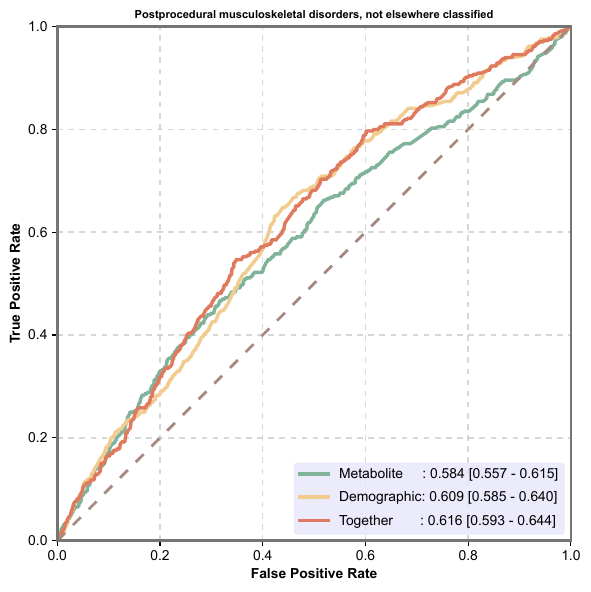 Postprocedural musculoskeletal disorders, not elsewhere classified
1.0
0.8
0.6
0.4
0.2
0.0
True Positive Rate
Metabolite : 0.584 [0.557 - 0.615]
Demographic: 0.609 [0.585 - 0.640]
Together : 0.616 [0.593 - 0.644]
0.0 0.2 0.4 0.6 0.8 1.0
False Positive Rate